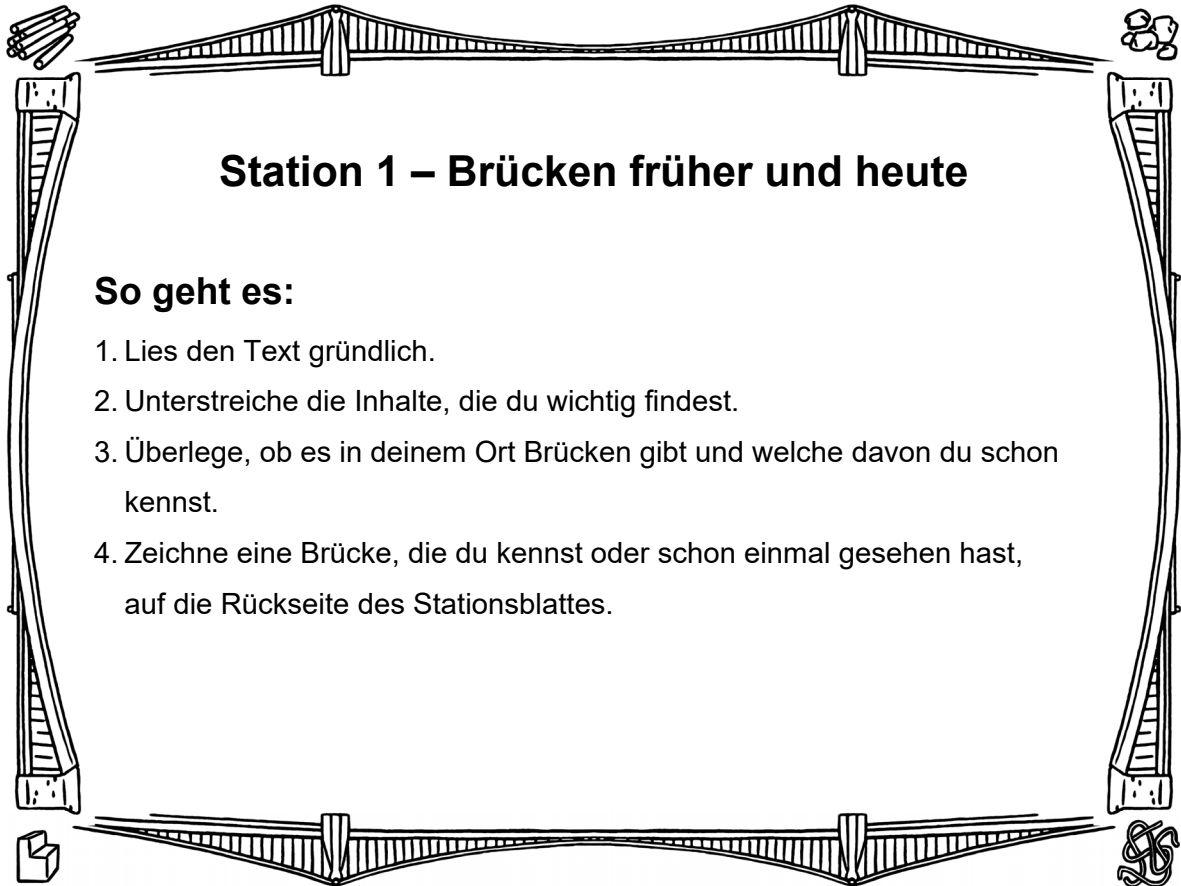 Station 1 – Brücken früher und heute
So geht es:
1. Lies den Text gründlich.
2. Unterstreiche die Inhalte, die du wichtig findest.
3. Überlege, ob es in deinem Ort Brücken gibt und welche davon du schon
kennst.
4. Zeichne eine Brücke, die du kennst oder schon einmal gesehen hast,
auf die Rückseite des Stationsblattes.